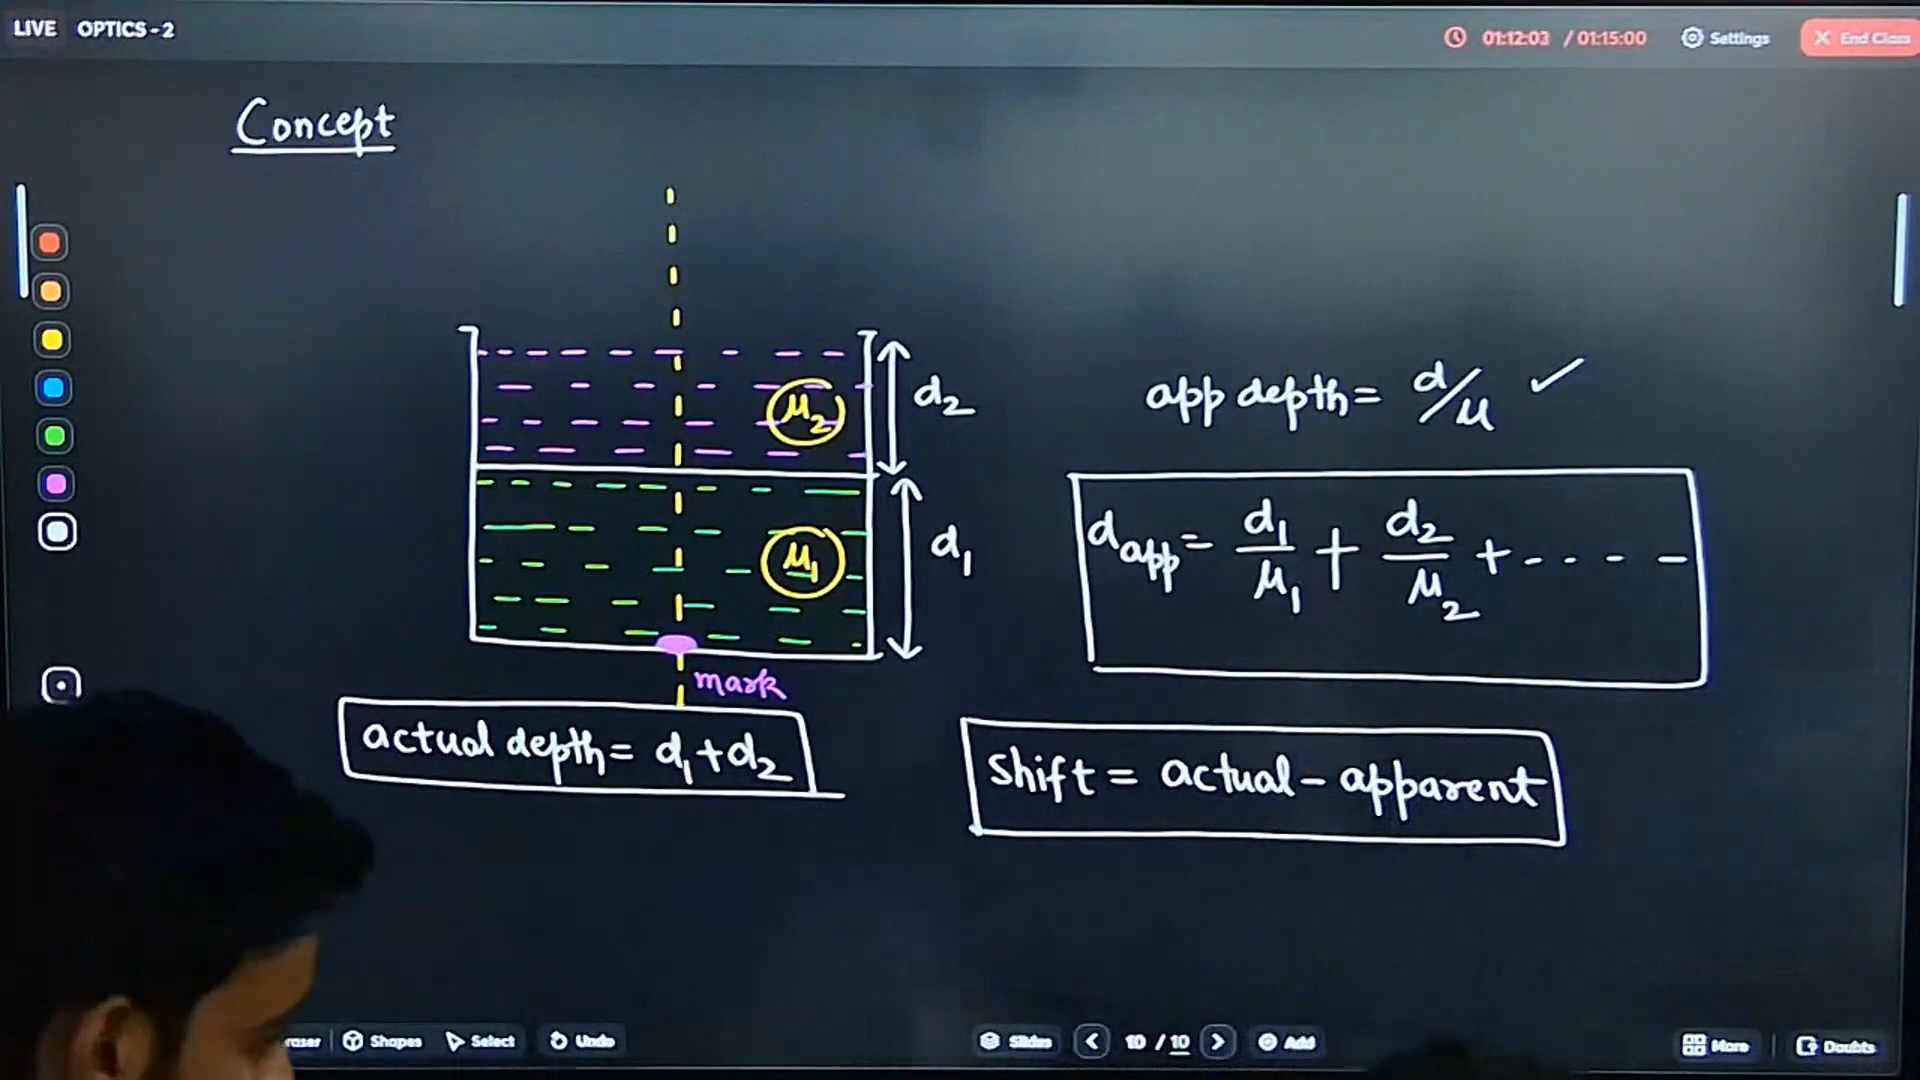 LIVE OPTICS - 2
01:12:03 / 01:15:00 Settings End Class
Concept
μ2
d2
app depth = d/μ ✓
μ1
d1
dapp = d1/μ1 + d2/μ2 + - - - -
mark
actual depth = d1 + d2
shift = actual - apparent
Shapes Select Undo
Slides 10 / 10 Add
More Doubts